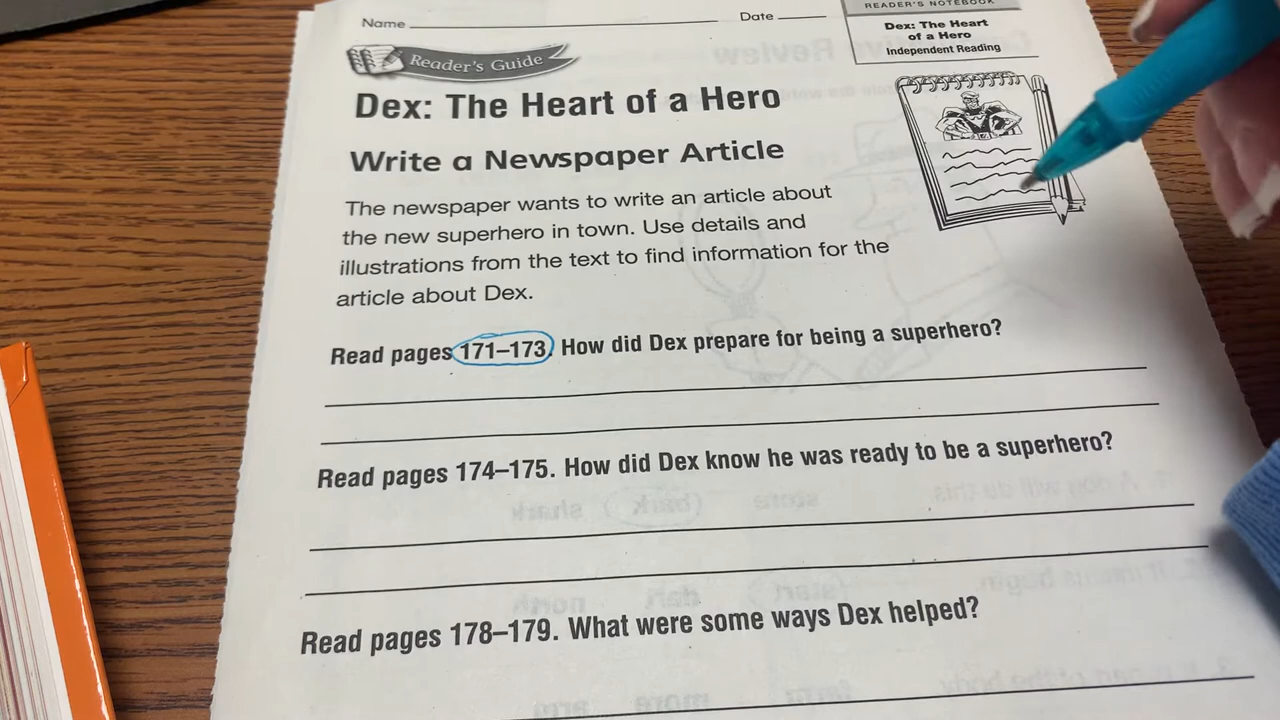 Name Date
READER'S NOTEBOOK
Dex: The Heart
of a Hero
Independent Reading
Reader's Guide
Dex: The Heart of a Hero
Write a Newspaper Article
The newspaper wants to write an article about
the new superhero in town. Use details and
illustrations from the text to find information for the
article about Dex.
Read pages 171–173. How did Dex prepare for being a superhero?
Read pages 174–175. How did Dex know he was ready to be a superhero?
Read pages 178–179. What were some ways Dex helped?